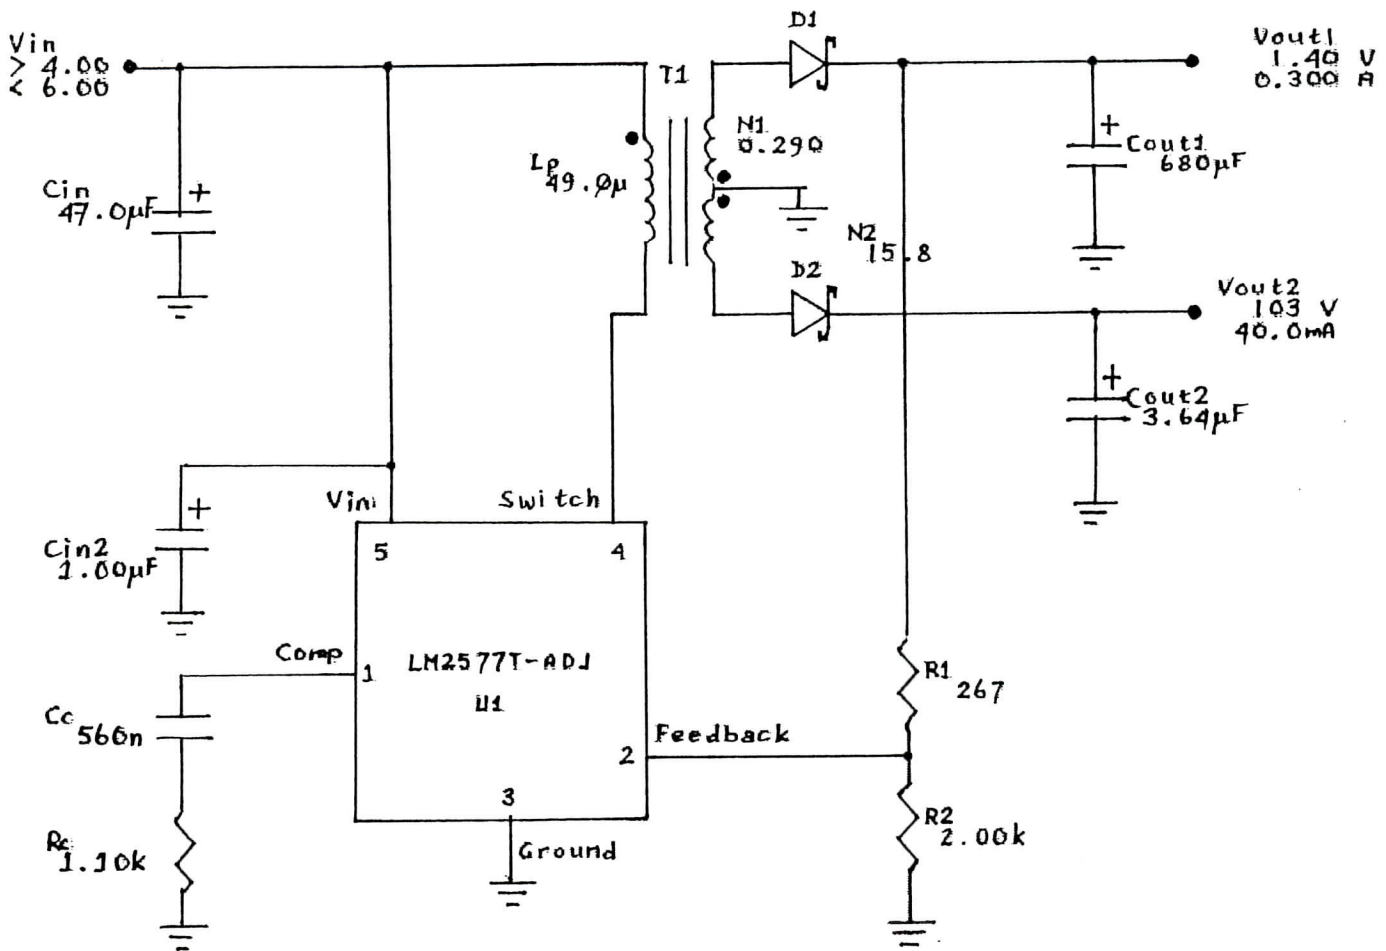 Vin
> 4.00
< 6.00
Cin
47.0µF
+
Lp
49.0µ
T1
N1
0.290
D1
Vout1
1.40 V
0.300 A
+
Cout1
680µF
N2
15.8
D2
Vout2
103 V
40.0mA
+
Cout2
3.64µF
+
Cin2
1.00µF
Vin
Switch
5
4
Comp
1
LM2577T-ADJ
U1
Cc
560n
Feedback
2
R1
267
3
Ground
R2
2.00k
Rc
1.10k